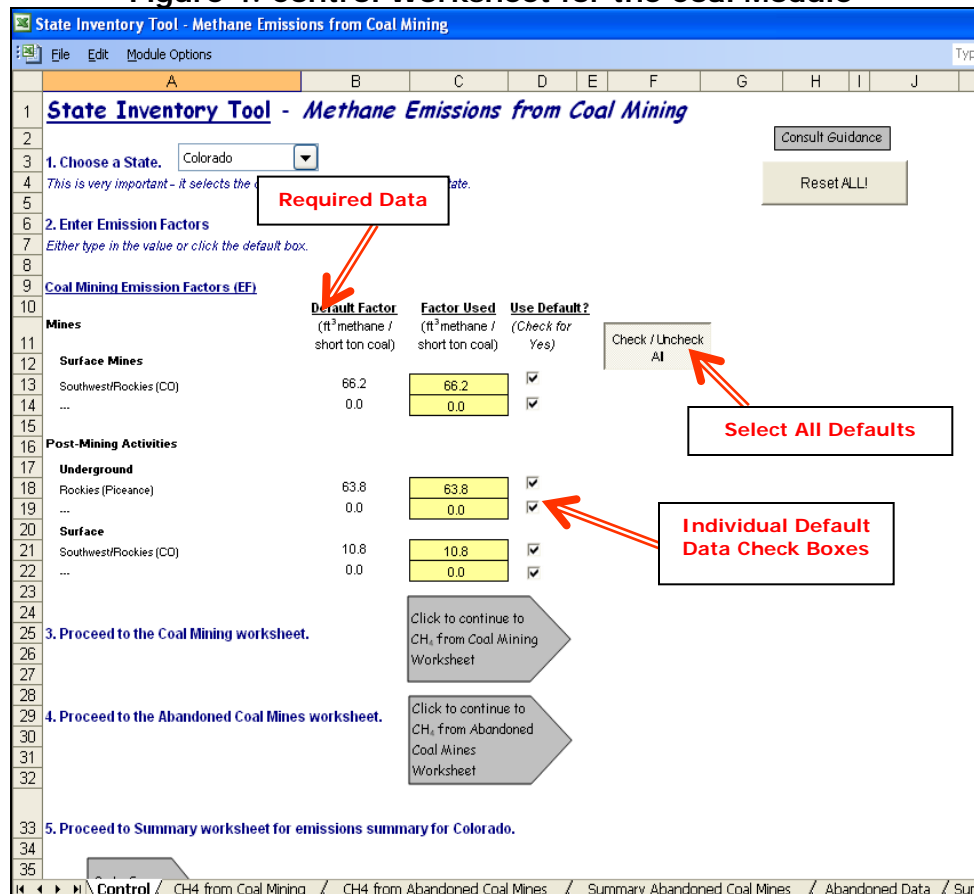 State Inventory Tool - Methane Emissions from Coal Mining
File Edit Module Options
A B C D E F G H I J
1 State Inventory Tool - Methane Emissions from Coal Mining
2 Consult Guidance
3 1. Choose a State. Colorado
4 This is very important - it selects the state.
Reset ALL!
Required Data
5
6 2. Enter Emission Factors
7 Either type in the value or click the default box.
8
9 Coal Mining Emission Factors (EF)
10 Default Factor Factor Used Use Default?
Mines (ft³ methane / (ft³ methane / (Check for
11 short ton coal) short ton coal) Yes)
Check / Uncheck
All
12 Surface Mines
13 Southwest/Rockies (CO) 66.2 66.2
14 ... 0.0 0.0
15
Select All Defaults
16 Post-Mining Activities
17 Underground
18 Rockies (Piceance) 63.8 63.8
19 ... 0.0 0.0
Individual Default
Data Check Boxes
20 Surface
21 Southwest/Rockies (CO) 10.8 10.8
22 ... 0.0 0.0
23
24
25 3. Proceed to the Coal Mining worksheet.
26
27
Click to continue to
CH₄ from Coal Mining
Worksheet
28
29 4. Proceed to the Abandoned Coal Mines worksheet.
30
31
32
Click to continue to
CH₄ from Abandoned
Coal Mines
Worksheet
33 5. Proceed to Summary worksheet for emissions summary for Colorado.
34
35
Control CH4 from Coal Mining CH4 from Abandoned Coal Mines Summary Abandoned Coal Mines Abandoned Data